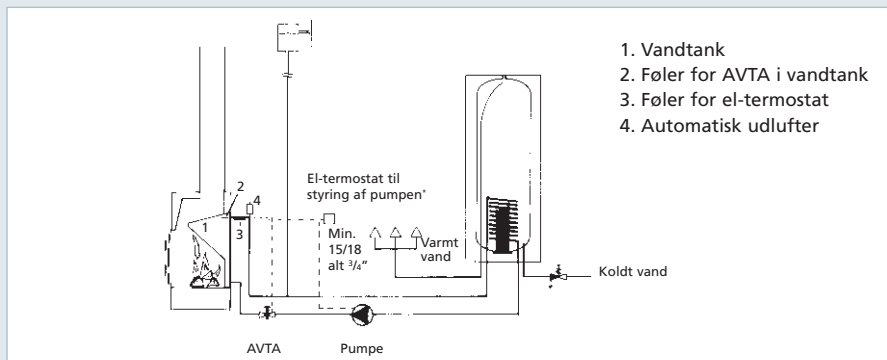 1. Vandtank
2. Føler for AVTA i vandtank
3. Føler for el-termostat
4. Automatisk udlufter
El-termostat til
styring af pumpen*
2
4
1
3
Min.
15/18
alt 3/4"
Varmt
vand
Koldt vand
AVTA
Pumpe